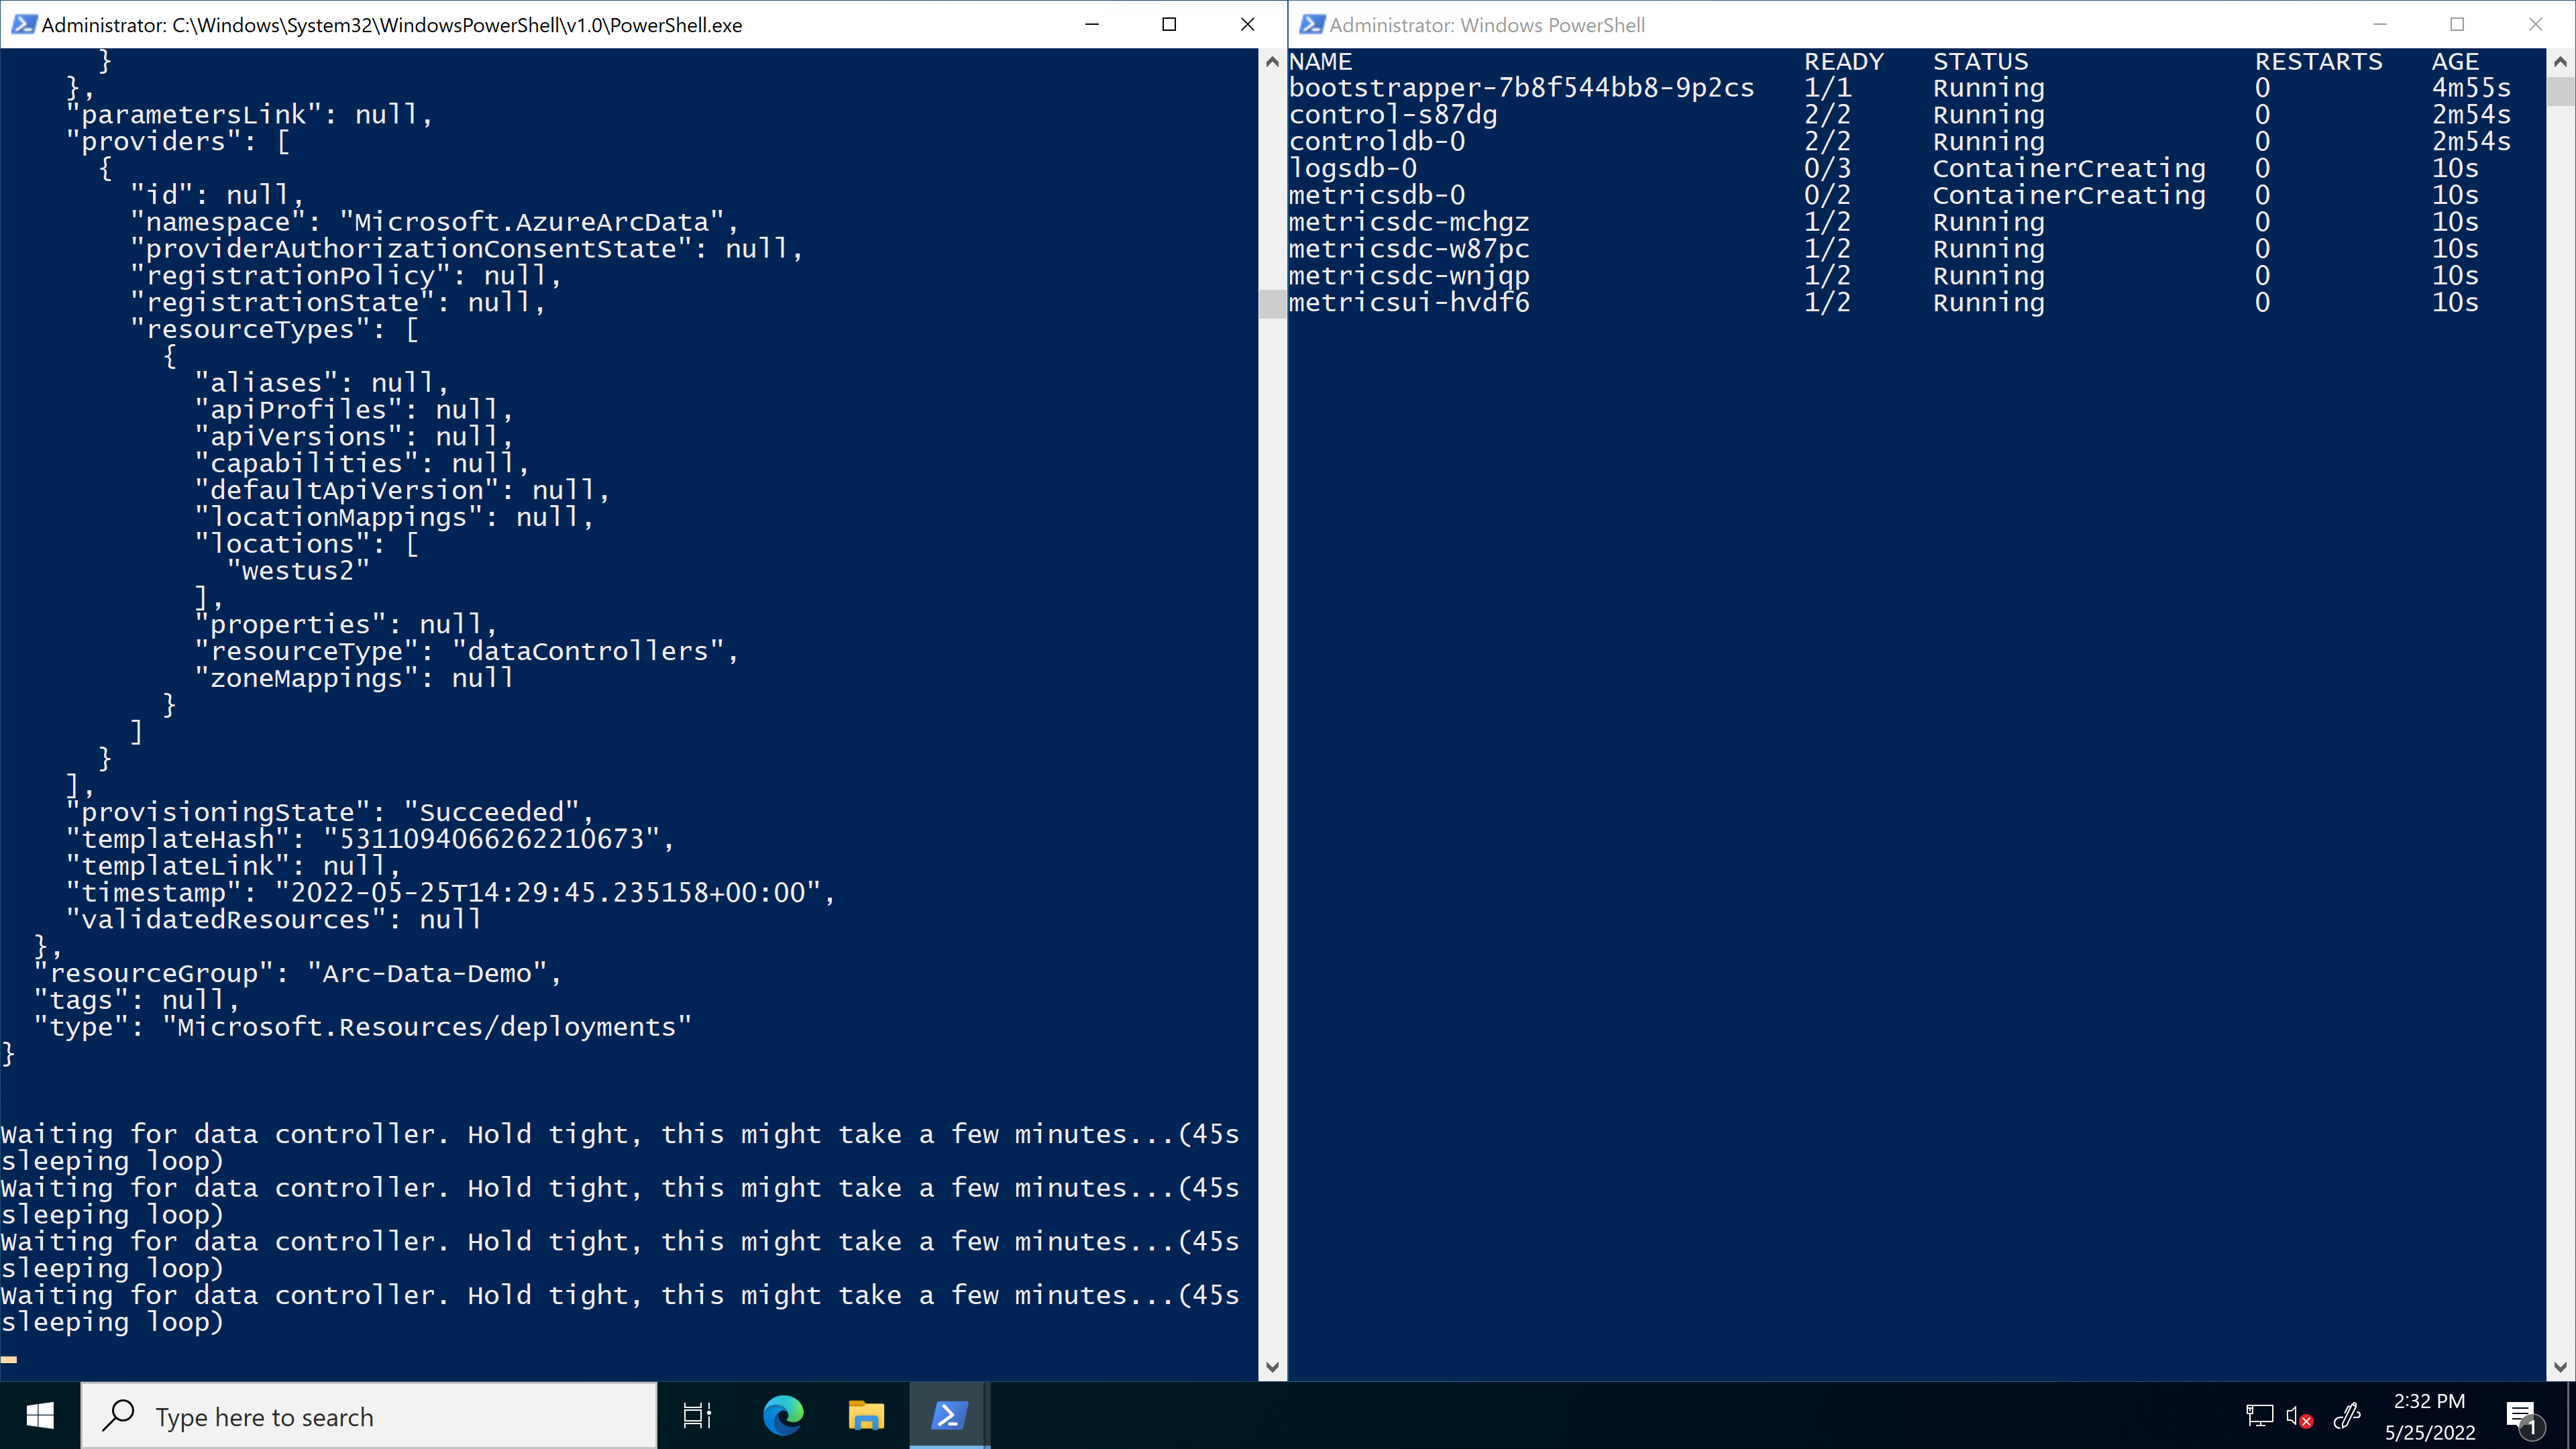 Administrator: C:\Windows\System32\WindowsPowerShell\v1.0\PowerShell.exe
}
},
"parametersLink": null,
"providers": [
{
"id": null,
"namespace": "Microsoft.AzureArcData",
"providerAuthorizationConsentState": null,
"registrationPolicy": null,
"registrationState": null,
"resourceTypes": [
{
"aliases": null,
"apiProfiles": null,
"apiVersions": null,
"capabilities": null,
"defaultApiVersion": null,
"locationMappings": null,
"locations": [
"westus2"
],
"properties": null,
"resourceType": "dataControllers",
"zoneMappings": null
}
]
}
],
"provisioningState": "Succeeded",
"templateHash": "5311094066262210673",
"templateLink": null,
"timestamp": "2022-05-25T14:29:45.235158+00:00",
"validatedResources": null
},
"resourceGroup": "Arc-Data-Demo",
"tags": null,
"type": "Microsoft.Resources/deployments"
}
Waiting for data controller. Hold tight, this might take a few minutes...(45s
sleeping loop)
Waiting for data controller. Hold tight, this might take a few minutes...(45s
sleeping loop)
Waiting for data controller. Hold tight, this might take a few minutes...(45s
sleeping loop)
Waiting for data controller. Hold tight, this might take a few minutes...(45s
sleeping loop)
Administrator: Windows PowerShell
NAME READY STATUS RESTARTS AGE
bootstrapper-7b8f544bb8-9p2cs 1/1 Running 0 4m55s
control-s87dg 2/2 Running 0 2m54s
controldb-0 2/2 Running 0 2m54s
logsdb-0 0/3 ContainerCreating 0 10s
metricsdb-0 0/2 ContainerCreating 0 10s
metricsdc-mchgz 1/2 Running 0 10s
metricsdc-w87pc 1/2 Running 0 10s
metricsdc-wnjqp 1/2 Running 0 10s
metricsui-hvdf6 1/2 Running 0 10s
Type here to search
2:32 PM
5/25/2022
1